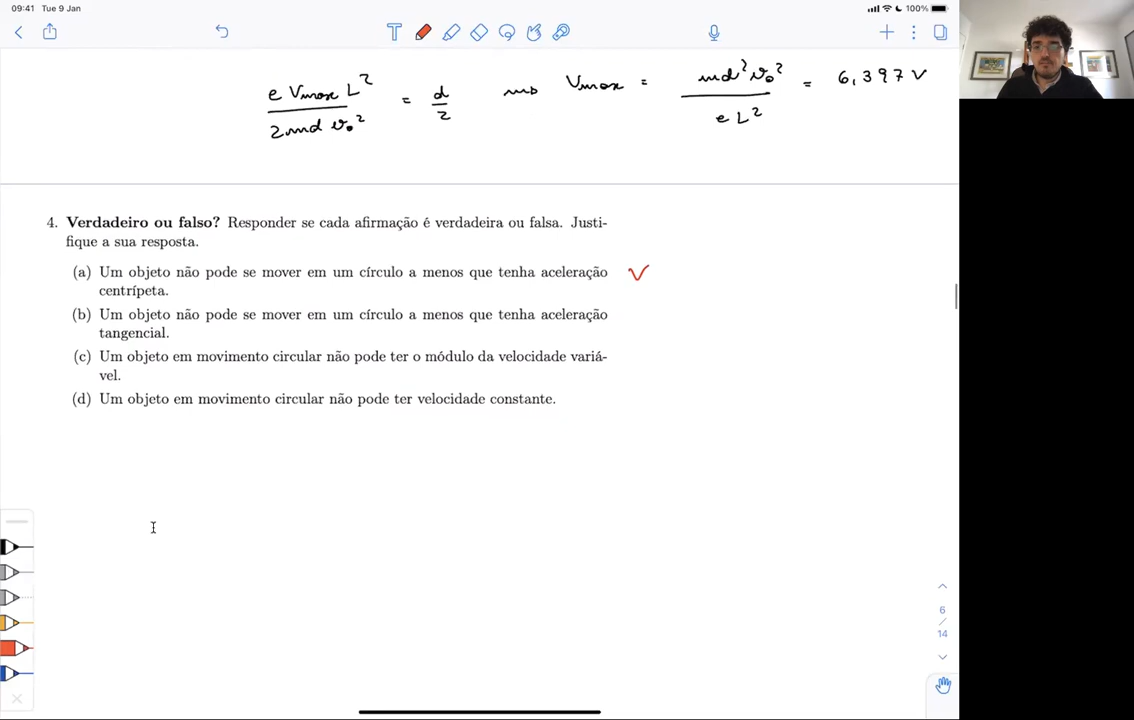 09:41 Tue 9 Jan
100%
e Vmax L² / 2md v₀² = d/2 ⟿ Vmax = md²v₀² / e L² = 6,397 V
4. Verdadeiro ou falso? Responder se cada afirmação é verdadeira ou falsa. Justi-
fique a sua resposta.
(a) Um objeto não pode se mover em um círculo a menos que tenha aceleração V
centrípeta.
(b) Um objeto não pode se mover em um círculo a menos que tenha aceleração
tangencial.
(c) Um objeto em movimento circular não pode ter o módulo da velocidade variá-
vel.
(d) Um objeto em movimento circular não pode ter velocidade constante.
6
/
14